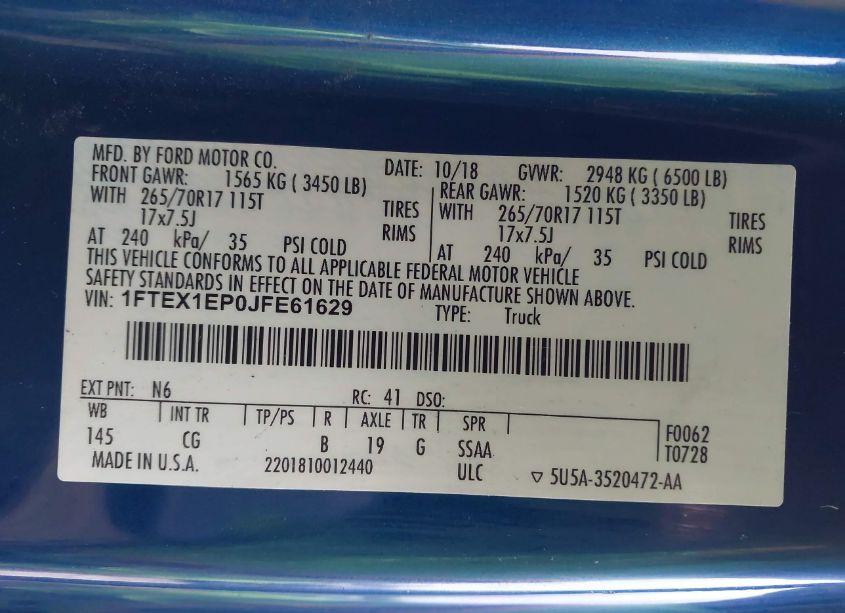 MFD. BY FORD MOTOR CO. DATE: 10/18 GVWR: 2948 KG ( 6500 LB)
FRONT GAWR: 1565 KG ( 3450 LB) REAR GAWR: 1520 KG ( 3350 LB)
WITH 265/70R17 115T TIRES WITH 265/70R17 115T TIRES
17x7.5J RIMS 17x7.5J RIMS
AT 240 kPa/ 35 PSI COLD AT 240 kPa/ 35 PSI COLD
THIS VEHICLE CONFORMS TO ALL APPLICABLE FEDERAL MOTOR VEHICLE
SAFETY STANDARDS IN EFFECT ON THE DATE OF MANUFACTURE SHOWN ABOVE.
VIN: 1FTEX1EP0JFE61629 TYPE: Truck
EXT PNT: N6 RC: 41 DSO:
WB INT TR TP/PS R AXLE TR SPR F0062
145 CG B 19 G SSAA T0728
MADE IN U.S.A. 2201810012440 ULC ▽ 5U5A-3520472-AA